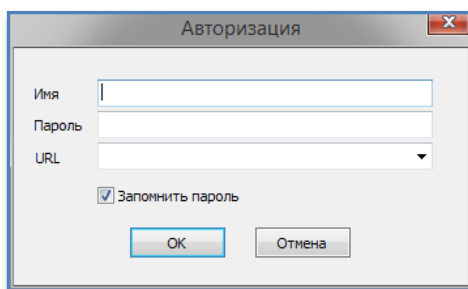 Авторизация
Имя
Пароль
URL
Запомнить пароль
OK Отмена